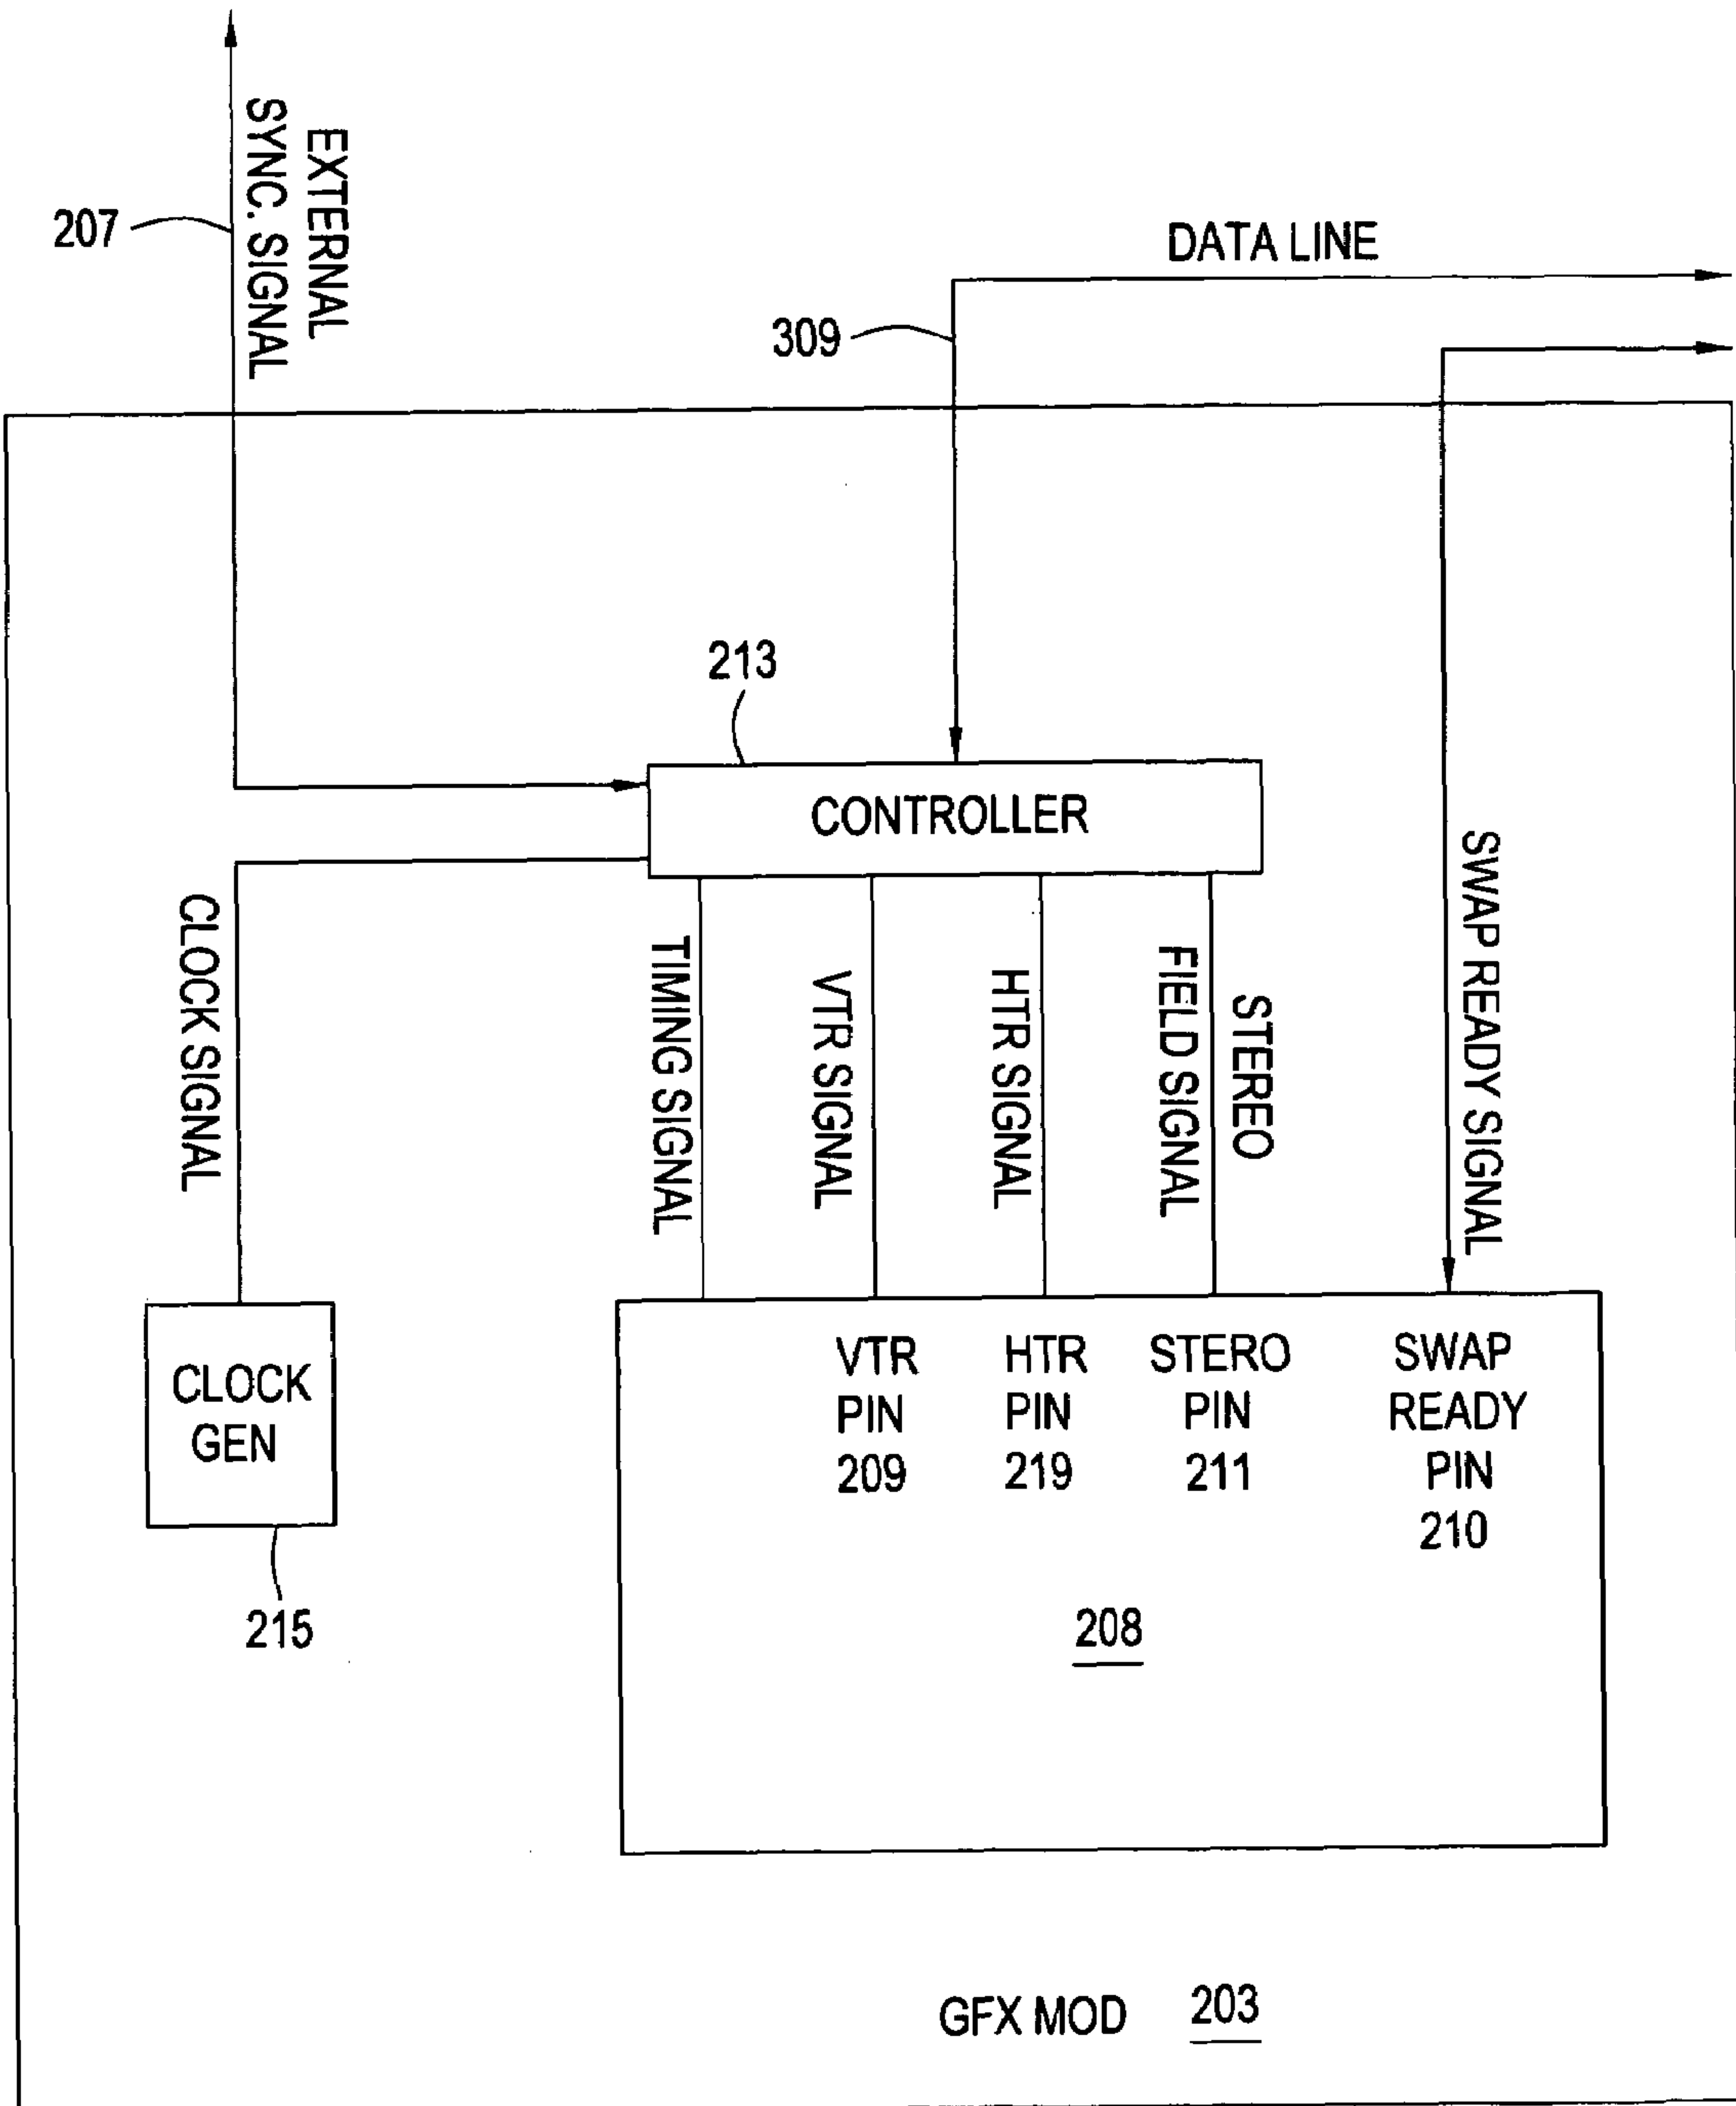 EXTERNAL
SYNC. SIGNAL
207
DATA LINE
309
213
CONTROLLER
CLOCK SIGNAL
TIMING SIGNAL
VTR SIGNAL
HTR SIGNAL
STEREO
FIELD SIGNAL
SWAP READY SIGNAL
CLOCK
GEN
215
VTR
PIN
209
HTR
PIN
219
STERO
PIN
211
SWAP
READY
PIN
210
208
GFX MOD 203